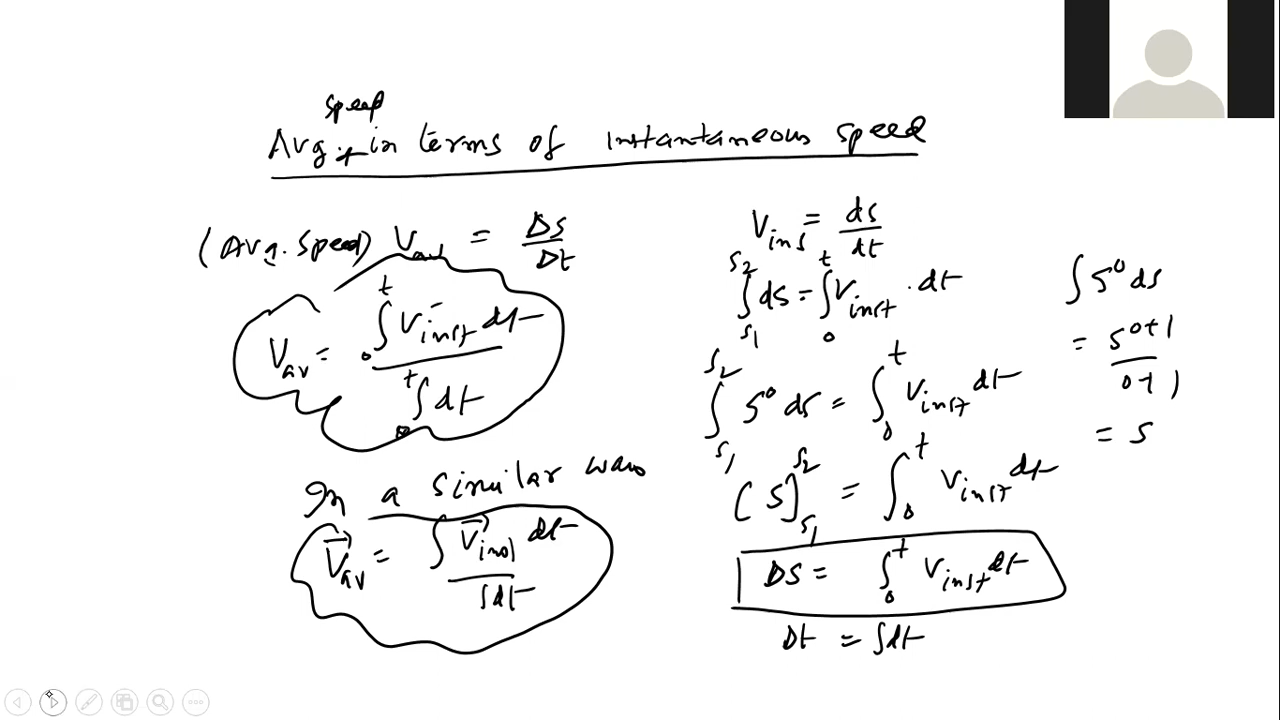 speed
Avg. in terms of instantaneous speed
(Avg. Speed) Vav = Δs/Δt
Vav = ∫₀ᵗ Vinst dt / ∫₀ᵗ dt
In a similar way
V⃗av = ∫ V⃗inst dt / ∫dt
Vins = ds/dt
∫ₛ₁ˢ² ds = ∫₀ᵗ Vinst · dt
∫ₛ₁ˢ² s⁰ ds = ∫₀ᵗ Vinst dt
[s]ₛ₁ˢ² = ∫₀ᵗ Vinst dt
Δs = ∫₀ᵗ Vinst dt
Δt = ∫dt
∫ s⁰ ds
= s⁰⁺¹/0+1
= s